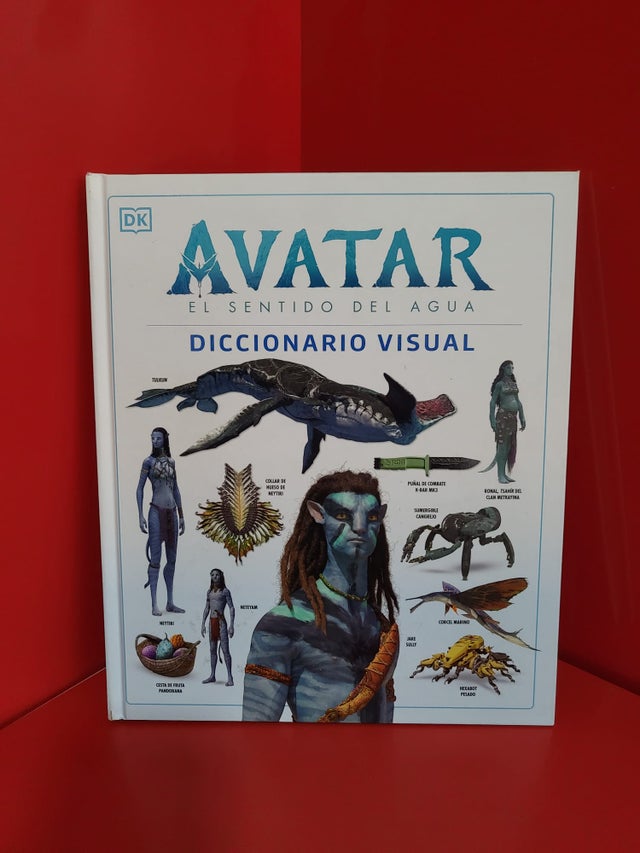 DK
AVATAR
EL SENTIDO DEL AGUA
DICCIONARIO VISUAL
TULKUN
COLLAR DE
HUESO DE
NEYTIRI
PUÑAL DE COMBATE
K-BAR MK3
RONAL, TSAHÌK DEL
CLAN METKAYINA
SUMERGIBLE
CANGREJO
NEYTIRI
NETEYAM
CORCEL MARINO
JAKE
SULLY
CESTA DE FRUTA
PANDORANA
HEXABOT
PESADO